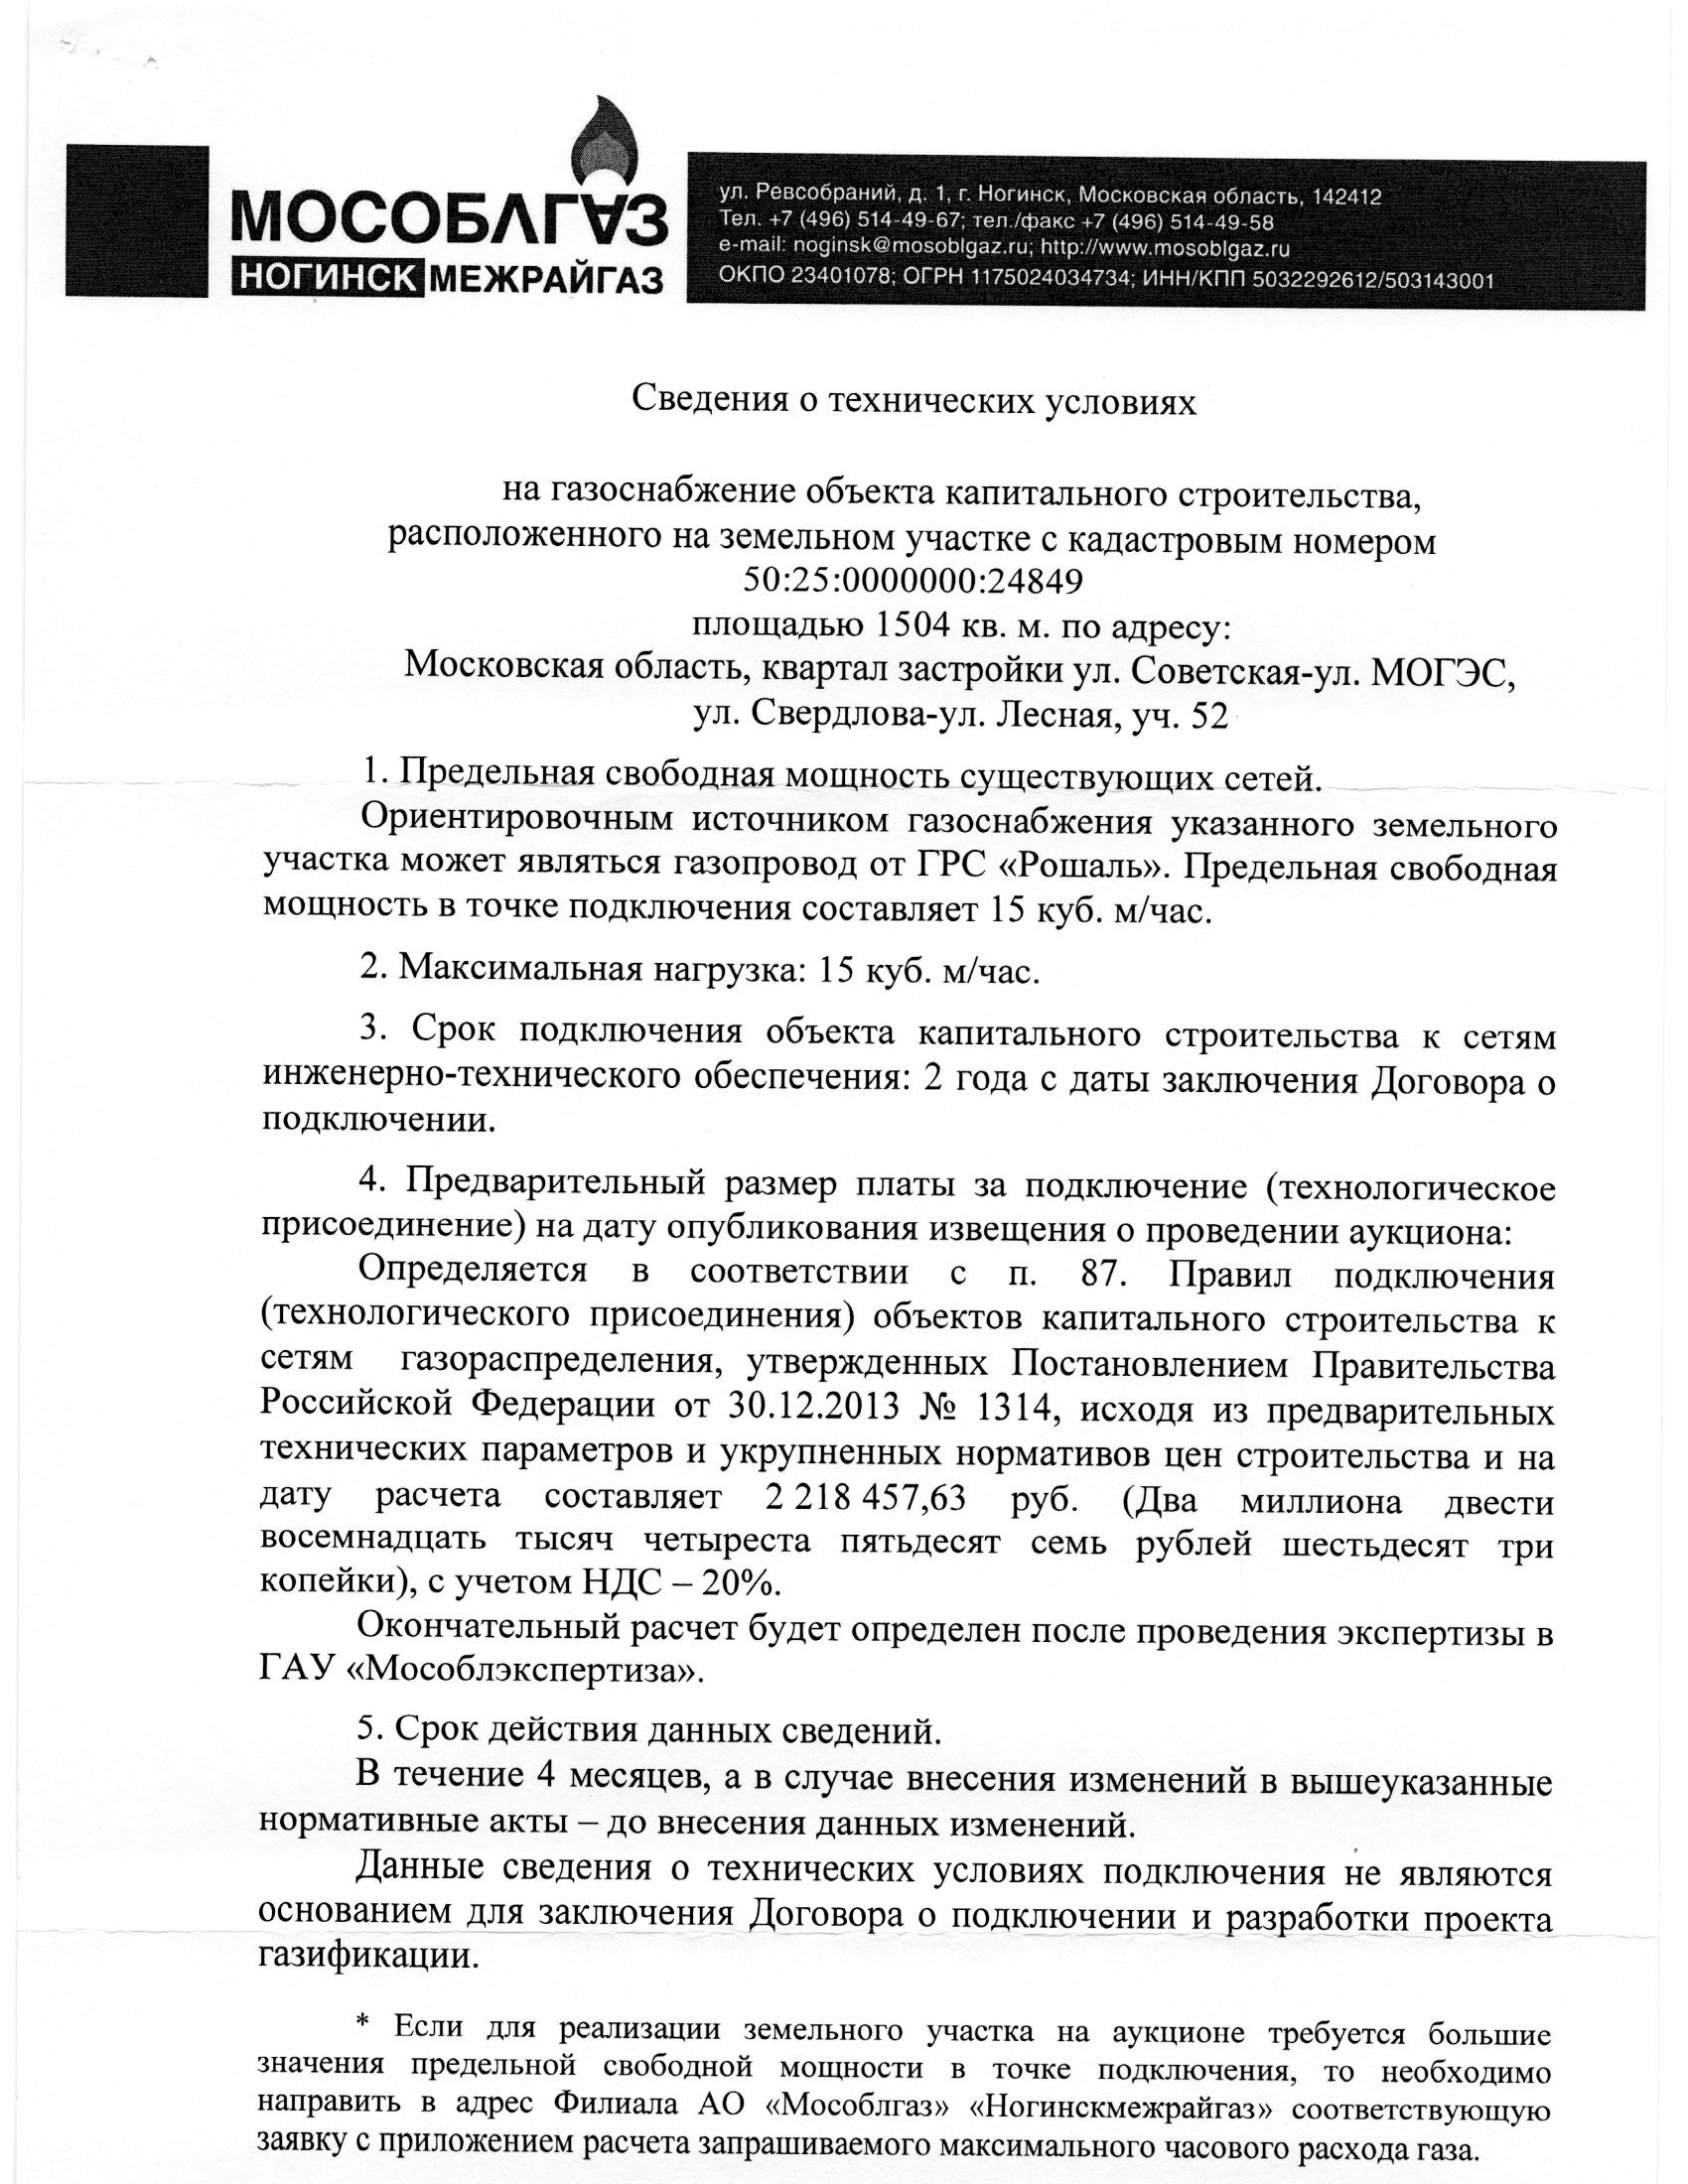 МОСОБЛГАЗ
НОГИНСК МЕЖРАЙГАЗ
ул. Ревсобраний, д. 1, г. Ногинск, Московская область, 142412
Тел. +7 (496) 514-49-67; тел./факс +7 (496) 514-49-58
e-mail: noginsk@mosoblgaz.ru; http://www.mosoblgaz.ru
ОКПО 23401078; ОГРН 1175024034734; ИНН/КПП 5032292612/503143001
Сведения о технических условиях
на газоснабжение объекта капитального строительства,
расположенного на земельном участке с кадастровым номером
50:25:0000000:24849
площадью 1504 кв. м. по адресу:
Московская область, квартал застройки ул. Советская-ул. МОГЭС,
ул. Свердлова-ул. Лесная, уч. 52
1. Предельная свободная мощность существующих сетей.
Ориентировочным источником газоснабжения указанного земельного
участка может являться газопровод от ГРС «Рошаль». Предельная свободная
мощность в точке подключения составляет 15 куб. м/час.
2. Максимальная нагрузка: 15 куб. м/час.
3. Срок подключения объекта капитального строительства к сетям
инженерно-технического обеспечения: 2 года с даты заключения Договора о
подключении.
4. Предварительный размер платы за подключение (технологическое
присоединение) на дату опубликования извещения о проведении аукциона:
Определяется в соответствии с п. 87. Правил подключения
(технологического присоединения) объектов капитального строительства к
сетям газораспределения, утвержденных Постановлением Правительства
Российской Федерации от 30.12.2013 № 1314, исходя из предварительных
технических параметров и укрупненных нормативов цен строительства и на
дату расчета составляет 2 218 457,63 руб. (Два миллиона двести
восемнадцать тысяч четыреста пятьдесят семь рублей шестьдесят три
копейки), с учетом НДС – 20%.
Окончательный расчет будет определен после проведения экспертизы в
ГАУ «Мособлэкспертиза».
5. Срок действия данных сведений.
В течение 4 месяцев, а в случае внесения изменений в вышеуказанные
нормативные акты – до внесения данных изменений.
Данные сведения о технических условиях подключения не являются
основанием для заключения Договора о подключении и разработки проекта
газификации.
* Если для реализации земельного участка на аукционе требуется большие
значения предельной свободной мощности в точке подключения, то необходимо
направить в адрес Филиала АО «Мособлгаз» «Ногинскмежрайгаз» соответствующую
заявку с приложением расчета запрашиваемого максимального часового расхода газа.